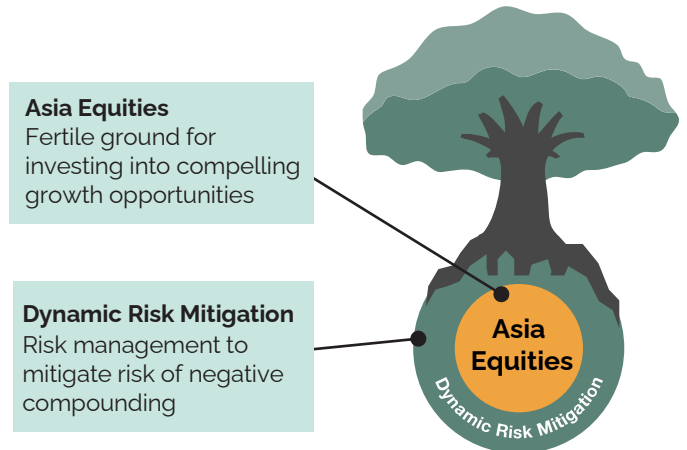 Asia Equities
Fertile ground for
investing into compelling
growth opportunities
Dynamic Risk Mitigation
Risk management to
mitigate risk of negative
compounding
Asia
Equities
Dynamic Risk Mitigation